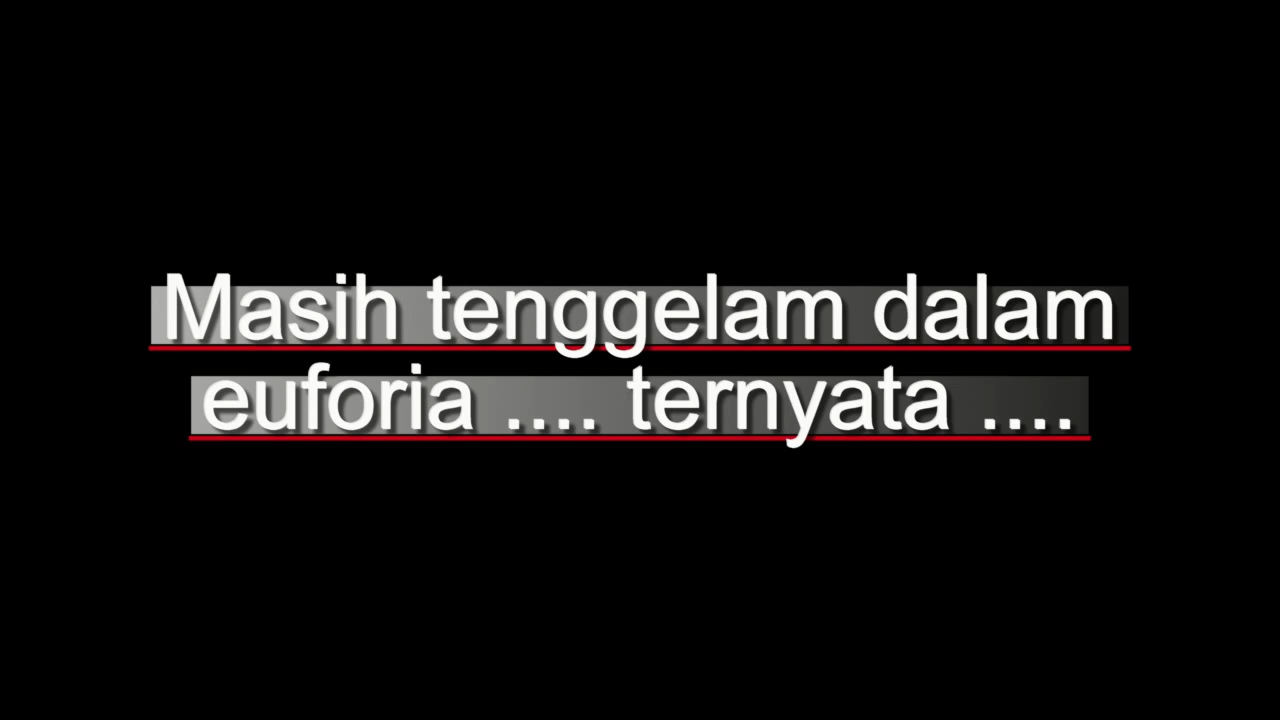 Masih tenggelam dalam
euforia .... ternyata ....